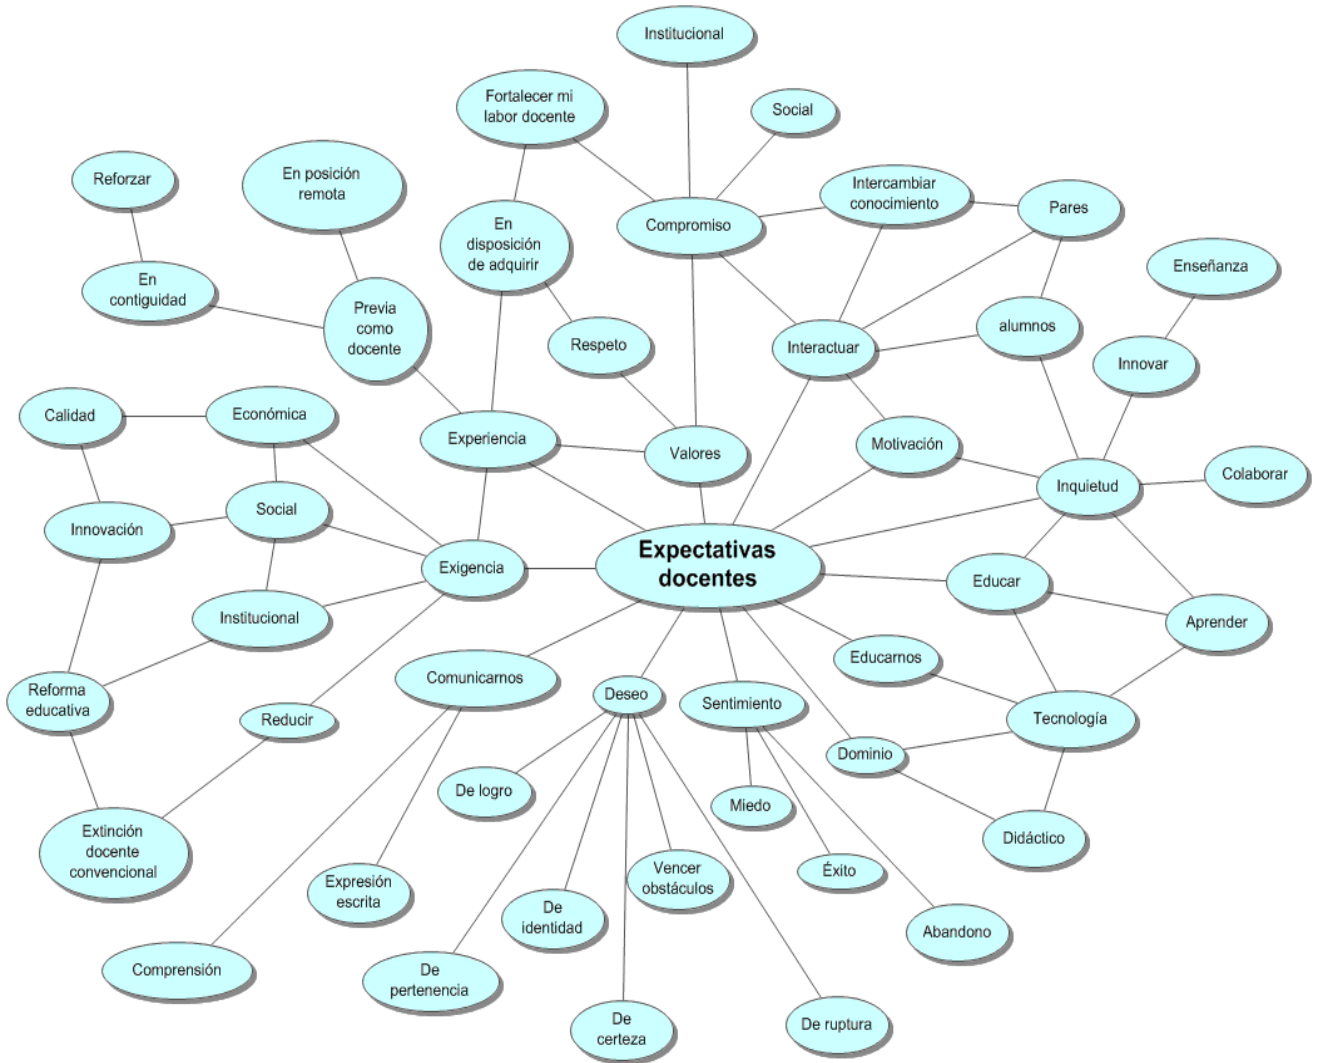 Institucional
Fortalecer mi
labor docente
Social
Reforzar
En posición
remota
Intercambiar
conocimiento
Pares
En
disposición
de adquirir
Compromiso
Enseñanza
En
contiguidad
Previa
como
docente
Respeto
Interactuar
alumnos
Innovar
Calidad
Económica
Experiencia
Valores
Motivación
Inquietud
Colaborar
Innovación
Social
Expectativas
docentes
Exigencia
Educar
Institucional
Aprender
Educarnos
Comunicarnos
Reforma
educativa
Reducir
Deseo
Sentimiento
Tecnología
Dominio
De logro
Miedo
Didáctico
Extinción
docente
convencional
Expresión
escrita
Vencer
obstáculos
Éxito
De
identidad
Abandono
Comprensión
De
pertenencia
De
certeza
De ruptura